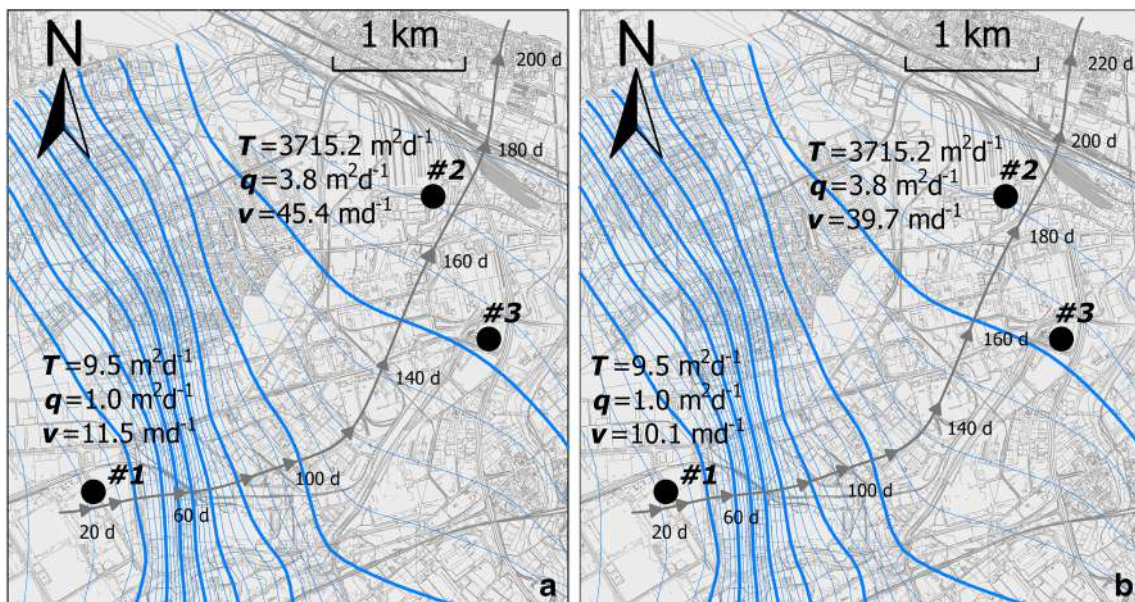 N
1 km
200 d
T =3715.2 m²d⁻¹
q =3.8 m²d⁻¹
v =45.4 md⁻¹
#2
180 d
160 d
#3
T =9.5 m²d⁻¹
q =1.0 m²d⁻¹
v =11.5 md⁻¹
140 d
#1
100 d
20 d
60 d
a
N
1 km
220 d
T =3715.2 m²d⁻¹
q =3.8 m²d⁻¹
v =39.7 md⁻¹
#2
200 d
180 d
#3
160 d
T =9.5 m²d⁻¹
q =1.0 m²d⁻¹
v =10.1 md⁻¹
140 d
#1
100 d
20 d
60 d
b